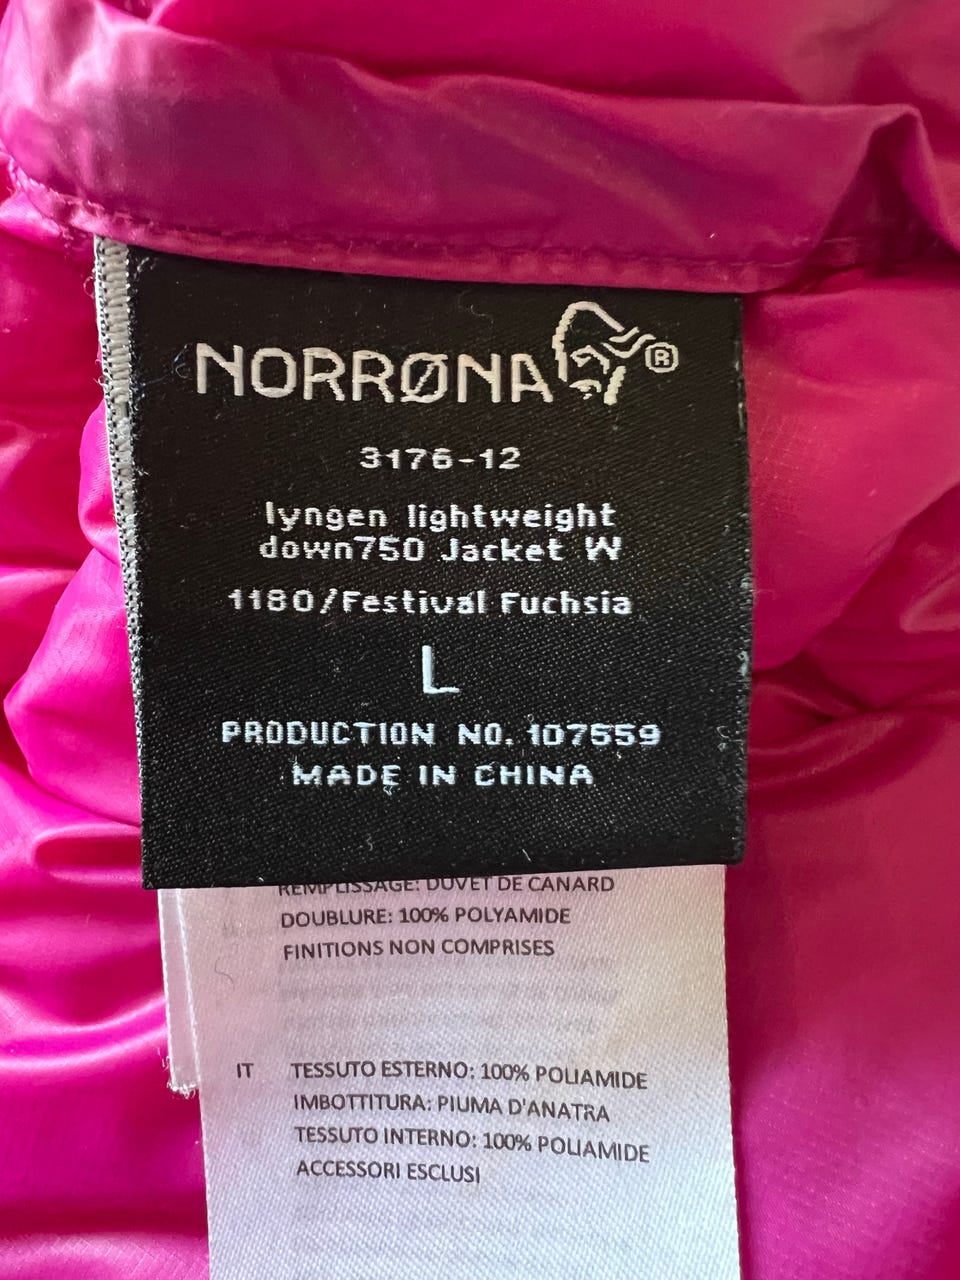 NORRØNA ®
3176-12
lyngen lightweight
down750 Jacket W
1180/Festival Fuchsia
L
PRODUCTION NO. 107559
MADE IN CHINA
REMPLISSAGE: DUVET DE CANARD
DOUBLURE: 100% POLYAMIDE
FINITIONS NON COMPRISES
IT TESSUTO ESTERNO: 100% POLIAMIDE
IMBOTTITURA: PIUMA D'ANATRA
TESSUTO INTERNO: 100% POLIAMIDE
ACCESSORI ESCLUSI